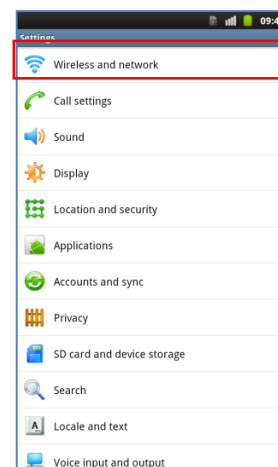 09:4
Settings
Wireless and network
Call settings
Sound
Display
Location and security
Applications
Accounts and sync
Privacy
SD card and device storage
Search
A
Locale and text
Voice input and output